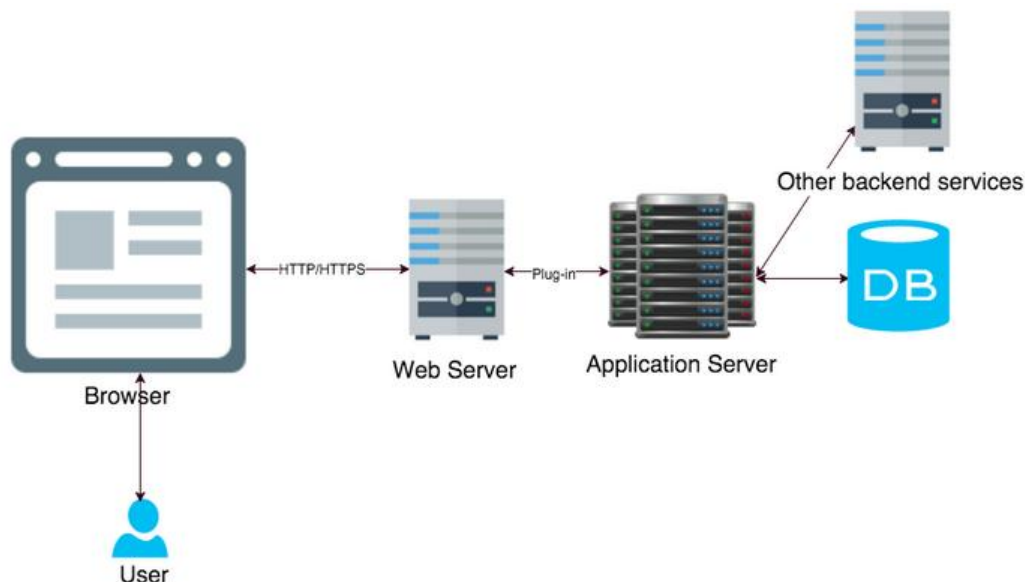 Other backend services
HTTP/HTTPS
Plug-in
DB
Web Server
Application Server
Browser
User